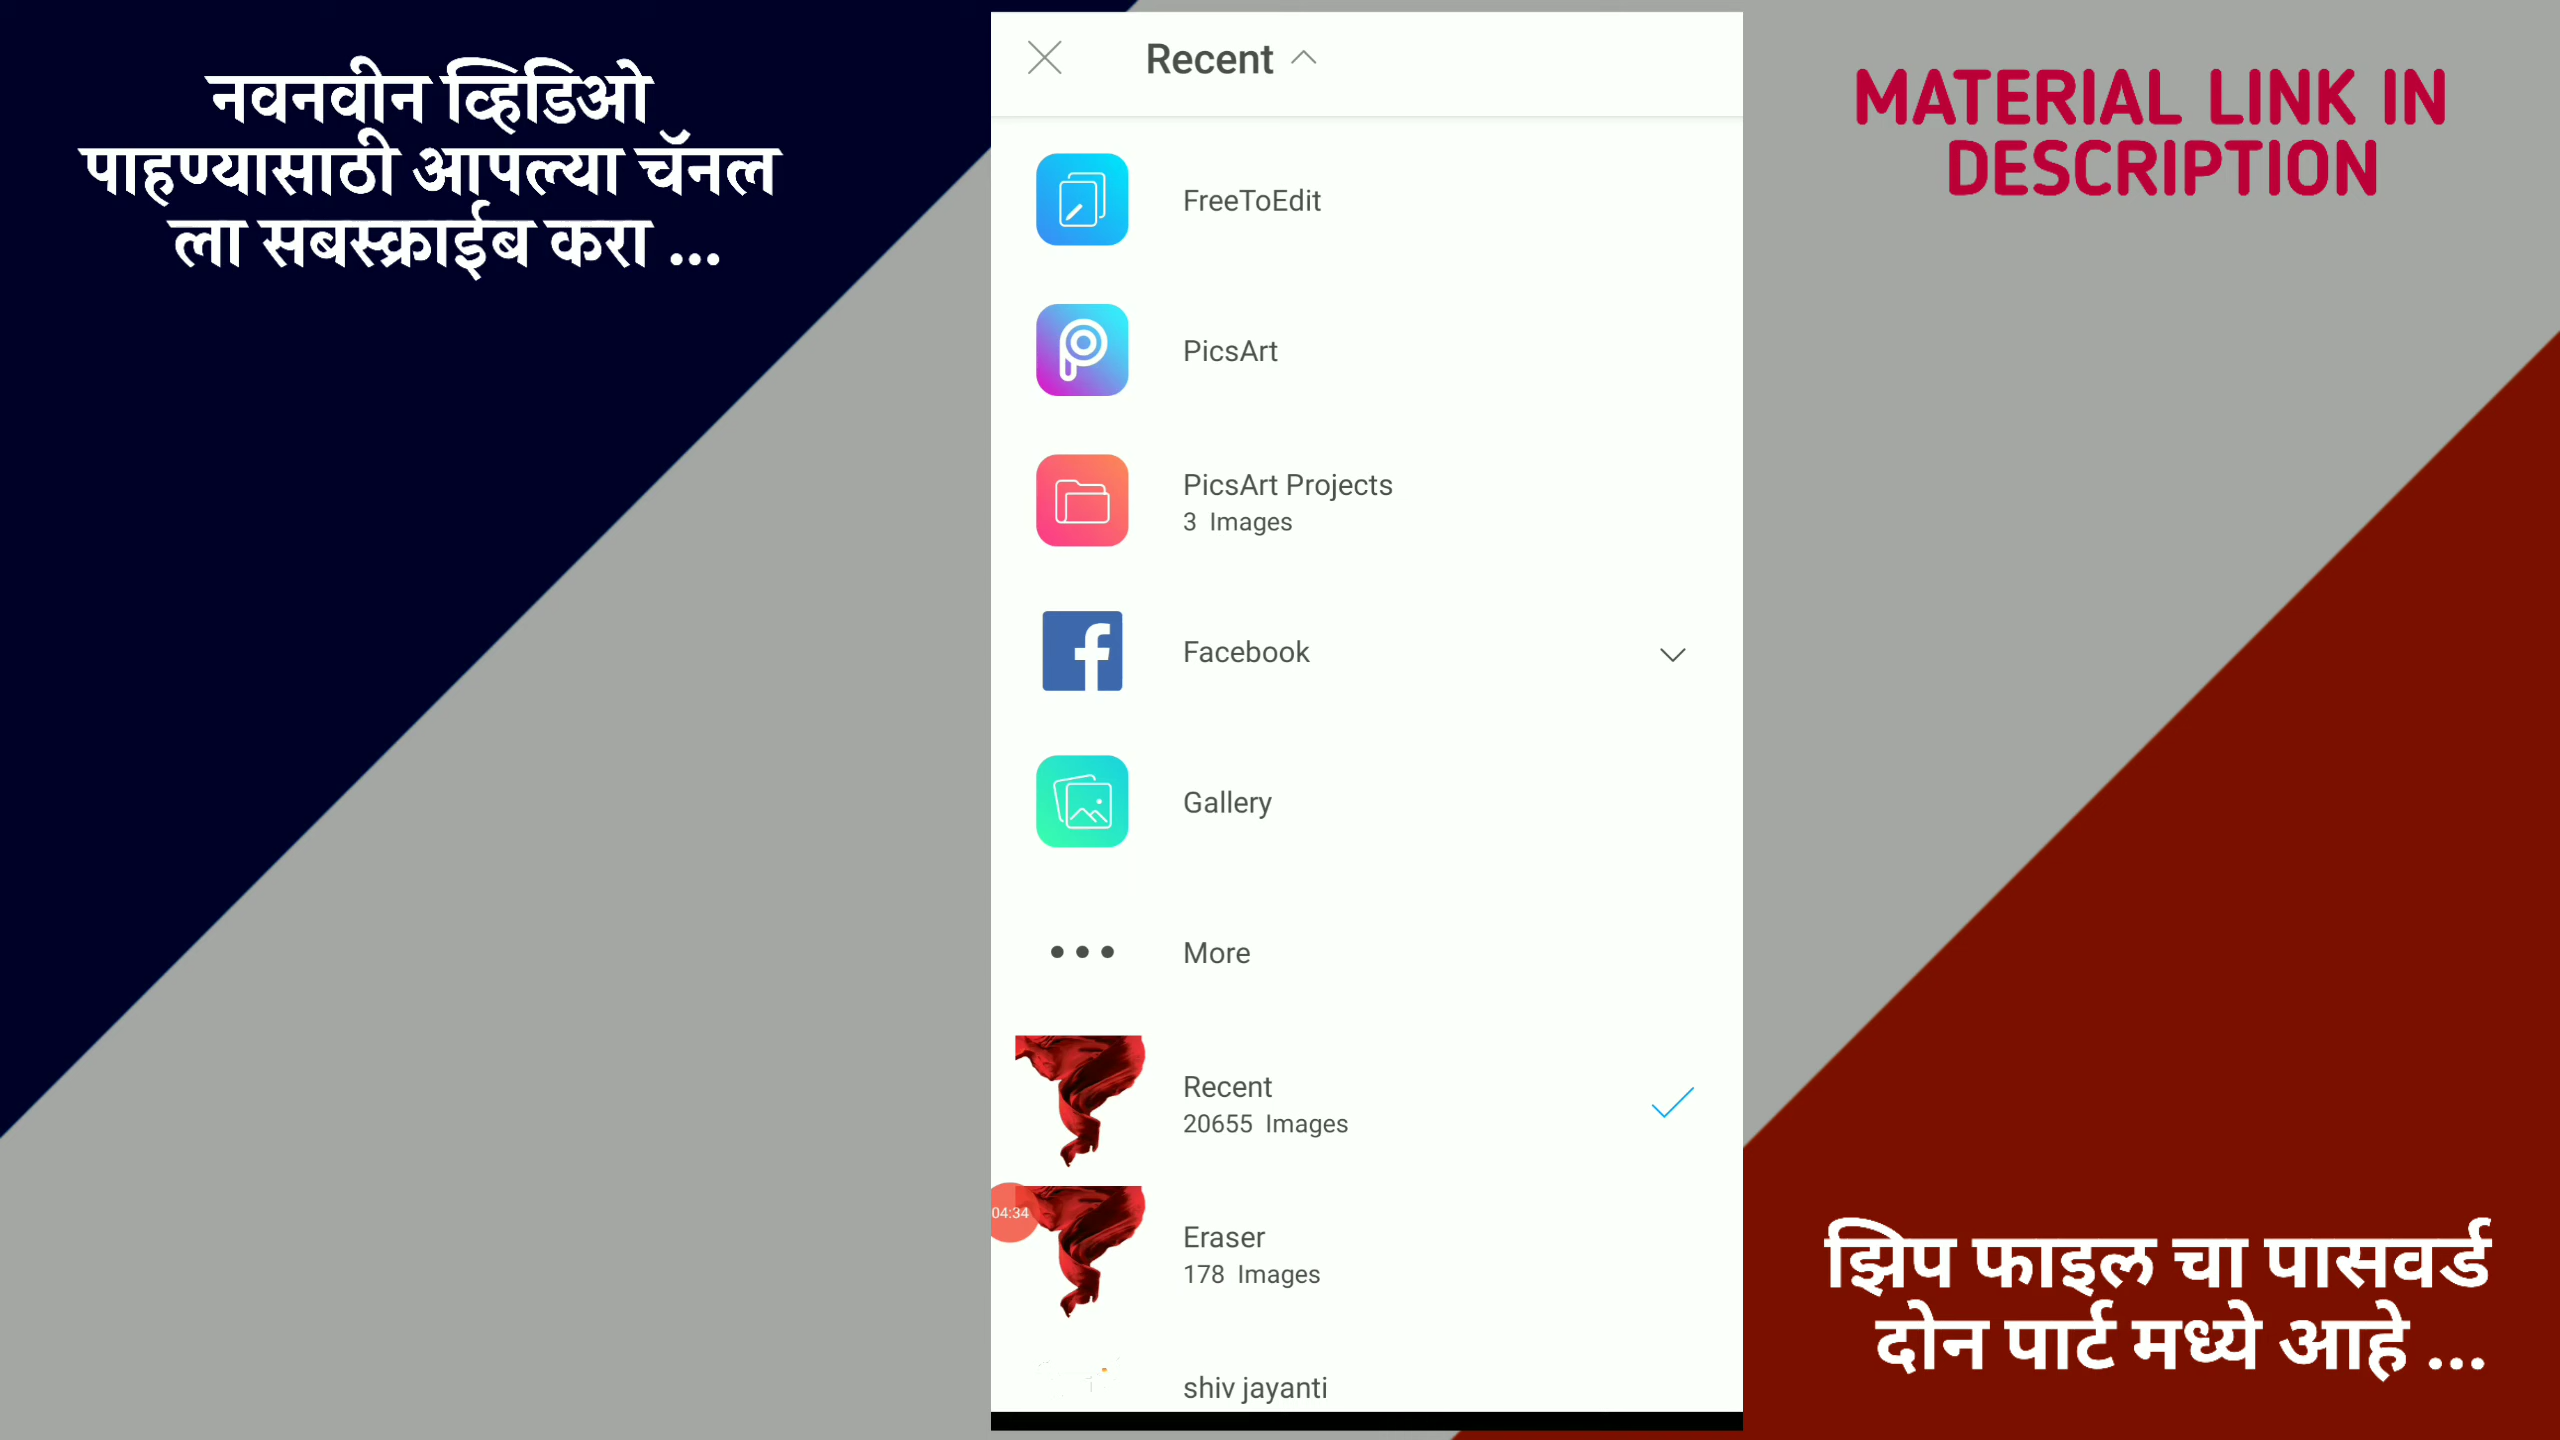 नवनवीन व्हिडिओ
पाहण्यासाठी आपल्या चॅनल
ला सबस्क्राईब करा ...
Recent
FreeToEdit
PicsArt
PicsArt Projects
3 Images
Facebook
Gallery
More
Recent
20655 Images
04:34
Eraser
178 Images
shiv jayanti
MATERIAL LINK IN
DESCRIPTION
झिप फाइल चा पासवर्ड
दोन पार्ट मध्ये आहे ...